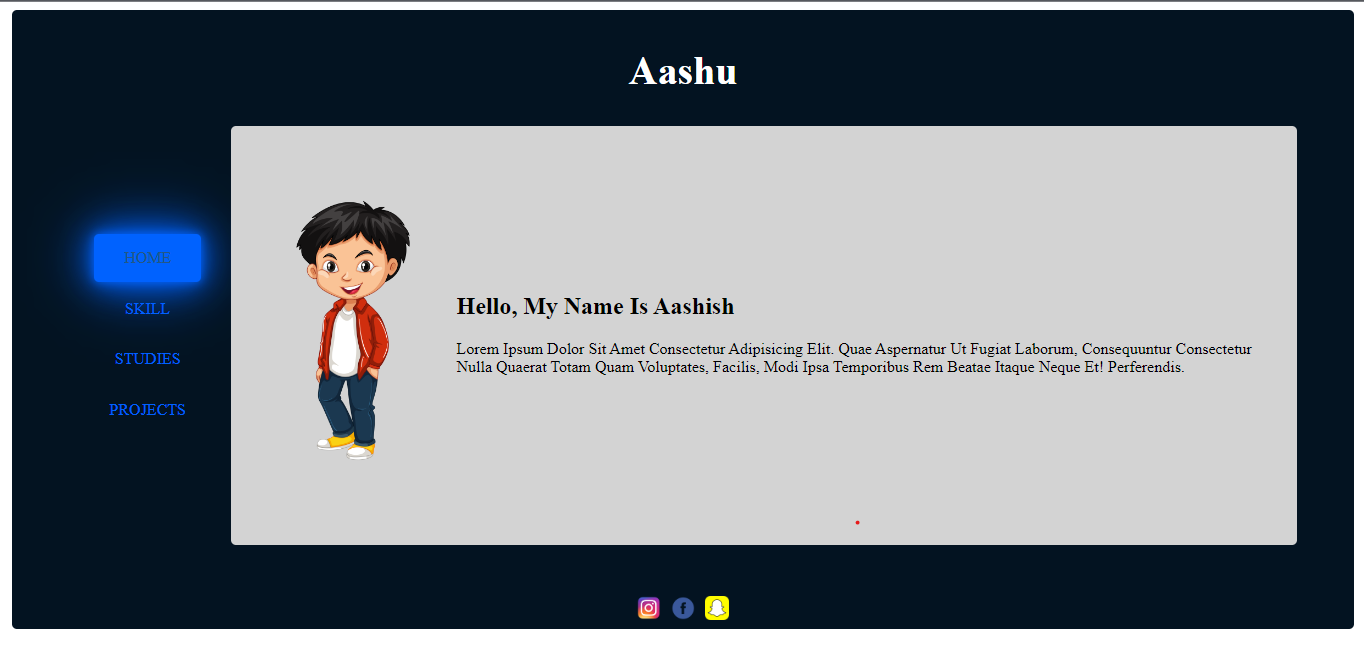 Aashu
HOME
SKILL
STUDIES
PROJECTS
Hello, My Name Is Aashish
Lorem Ipsum Dolor Sit Amet Consectetur Adipisicing Elit. Quae Aspernatur Ut Fugiat Laborum, Consequuntur Consectetur
Nulla Quaerat Totam Quam Voluptates, Facilis, Modi Ipsa Temporibus Rem Beatae Itaque Neque Et! Perferendis.